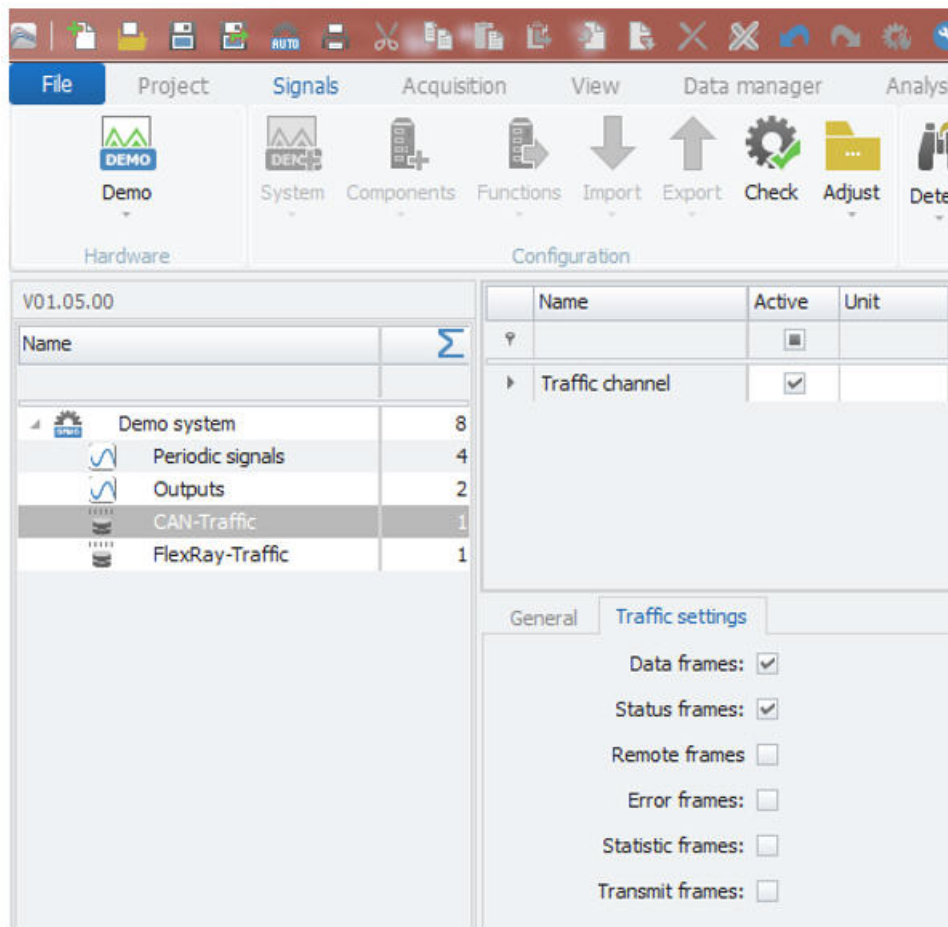 AUTO
File Project Signals Acquisition View Data manager Analys
DEMO
Demo System Components Functions Import Export Check Adjust Dete
Hardware Configuration
V01.05.00
Name
Demo system 8
Periodic signals 4
Outputs 2
CAN-Traffic 1
FlexRay-Traffic 1
Name Active Unit
Traffic channel
General Traffic settings
Data frames:
Status frames:
Remote frames
Error frames:
Statistic frames:
Transmit frames: